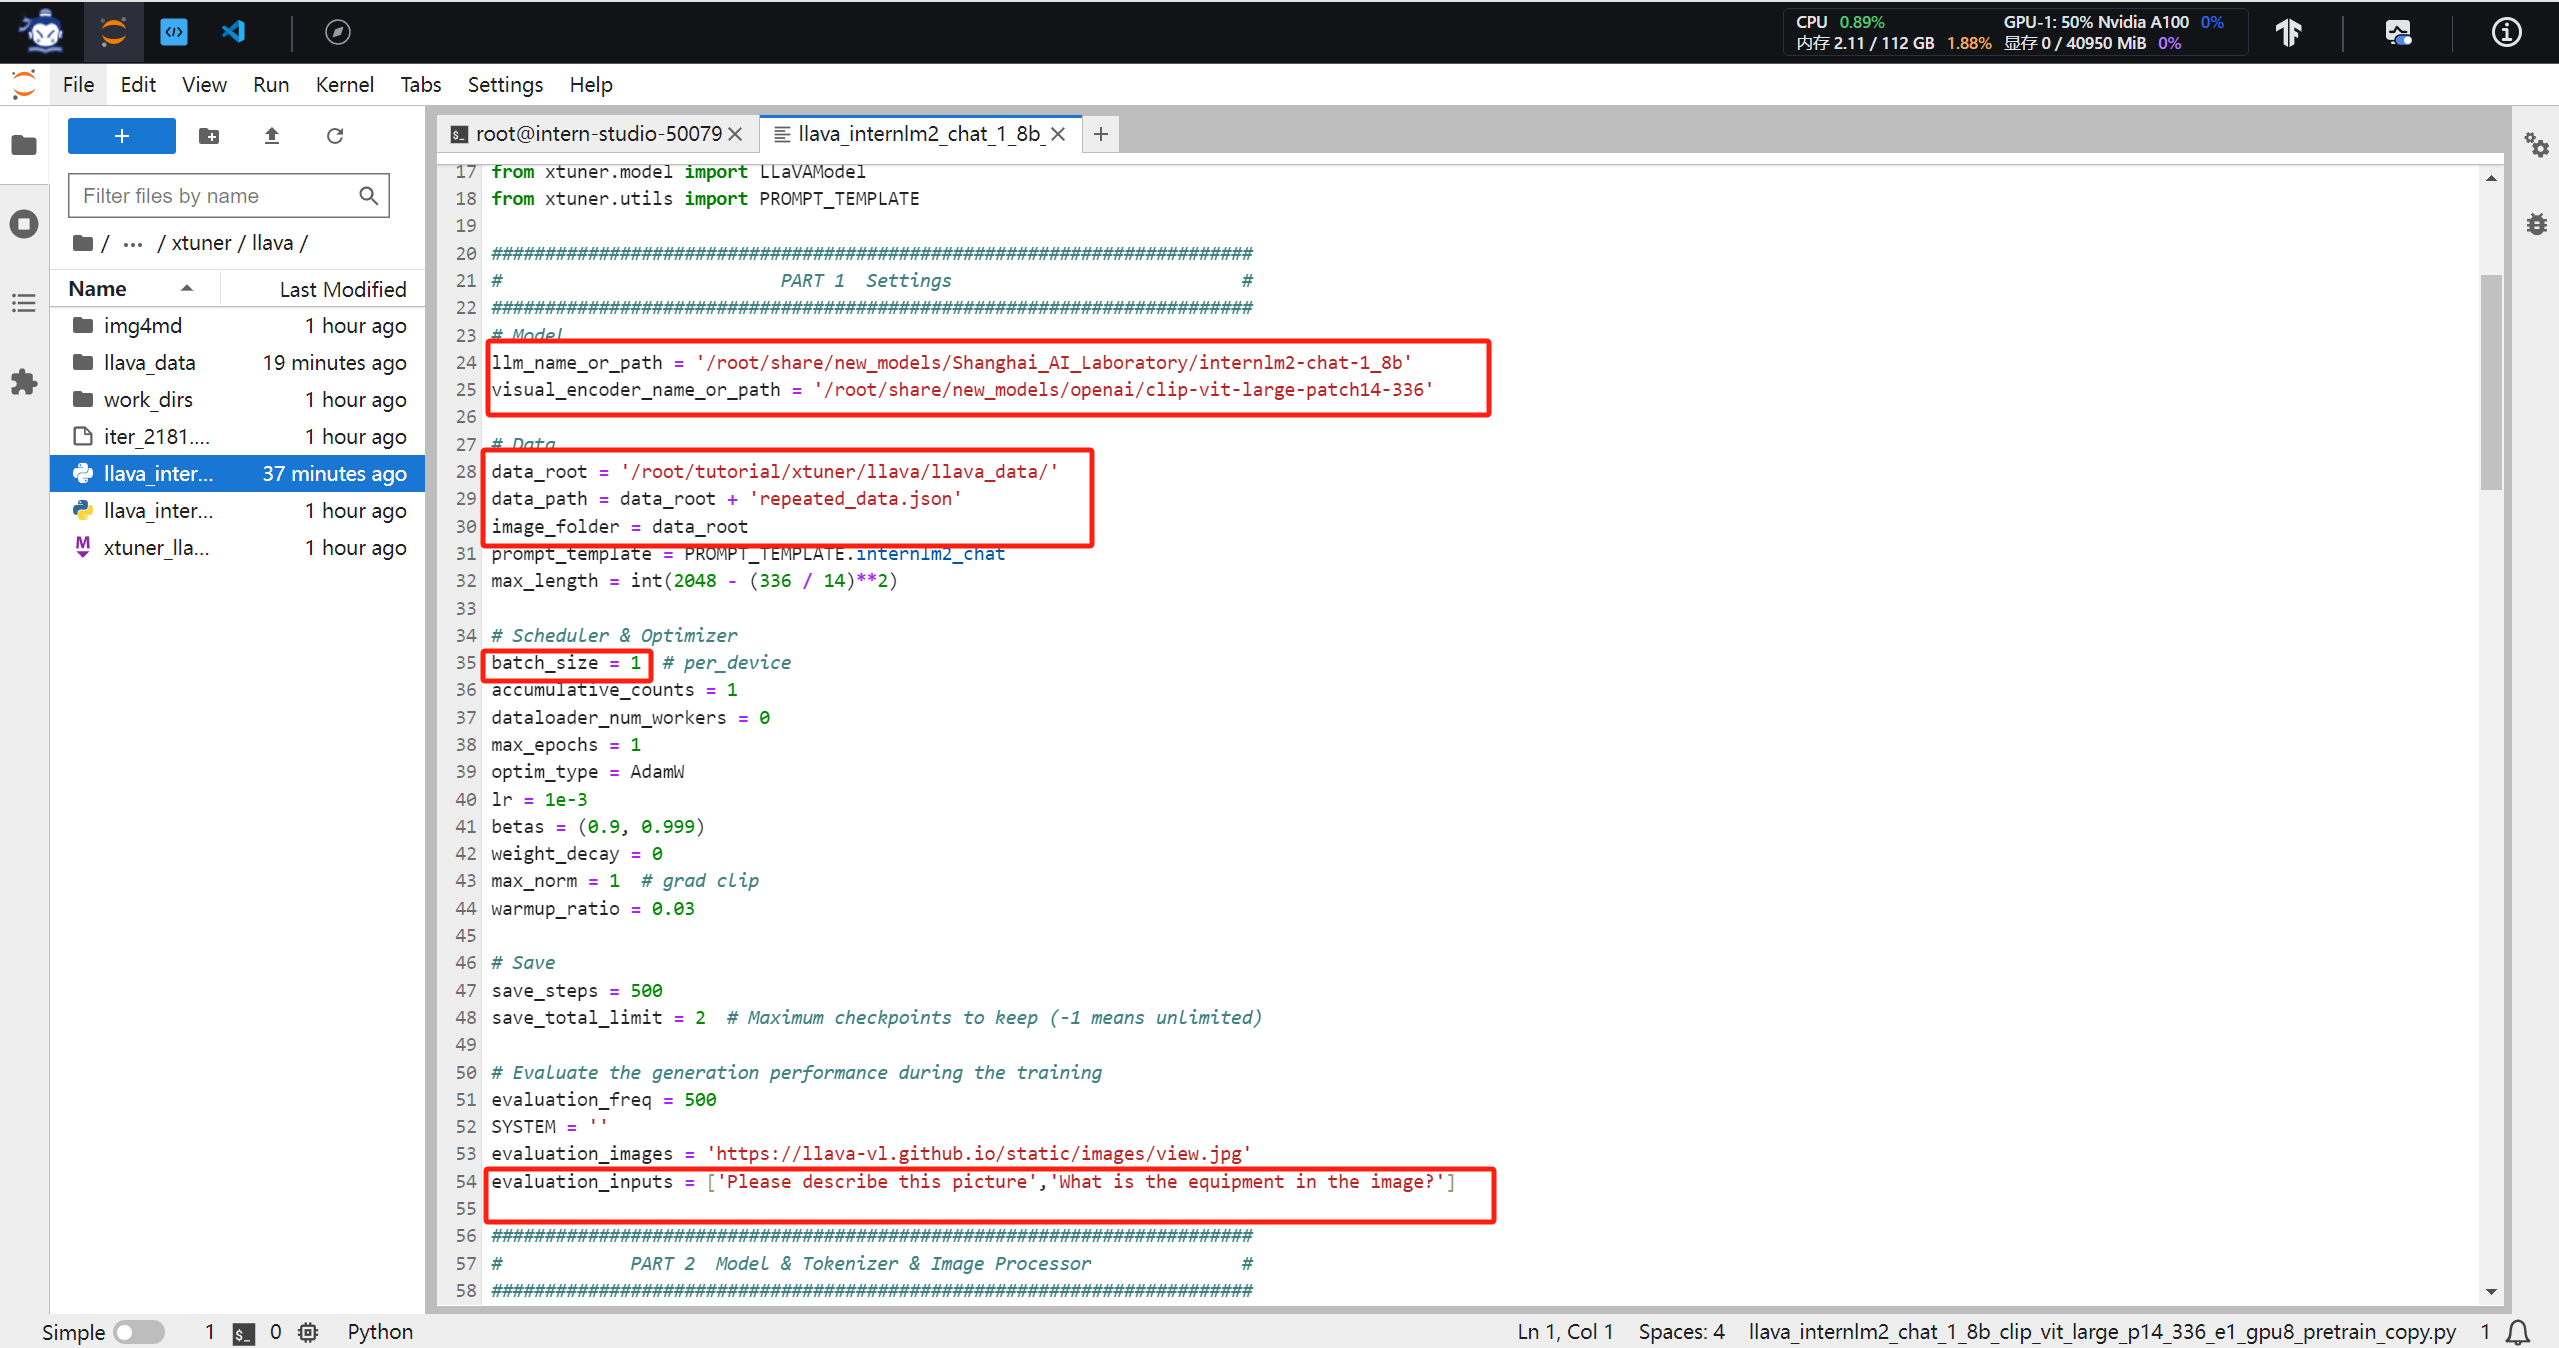 CPU 0.89% GPU-1: 50% Nvidia A100 0%
内存 2.11 / 112 GB 1.88% 显存 0 / 40950 MiB 0%
File Edit View Run Kernel Tabs Settings Help
root@intern-studio-50079
llava_internlm2_chat_1_8b_
Filter files by name
/ ··· / xtuner / llava /
Name Last Modified
img4md 1 hour ago
llava_data 19 minutes ago
work_dirs 1 hour ago
iter_2181.... 1 hour ago
llava_inter... 37 minutes ago
llava_inter... 1 hour ago
xtuner_lla... 1 hour ago
17 from xtuner.model import LLaVAModel
18 from xtuner.utils import PROMPT_TEMPLATE
19
20 #######################################################################
21 # PART 1 Settings #
22 #######################################################################
23 # Model
24 llm_name_or_path = '/root/share/new_models/Shanghai_AI_Laboratory/internlm2-chat-1_8b'
25 visual_encoder_name_or_path = '/root/share/new_models/openai/clip-vit-large-patch14-336'
26
27 # Data
28 data_root = '/root/tutorial/xtuner/llava/llava_data/'
29 data_path = data_root + 'repeated_data.json'
30 image_folder = data_root
31 prompt_template = PROMPT_TEMPLATE.internlm2_chat
32 max_length = int(2048 - (336 / 14)**2)
33
34 # Scheduler & Optimizer
35 batch_size = 1 # per_device
36 accumulative_counts = 1
37 dataloader_num_workers = 0
38 max_epochs = 1
39 optim_type = AdamW
40 lr = 1e-3
41 betas = (0.9, 0.999)
42 weight_decay = 0
43 max_norm = 1 # grad clip
44 warmup_ratio = 0.03
45
46 # Save
47 save_steps = 500
48 save_total_limit = 2 # Maximum checkpoints to keep (-1 means unlimited)
49
50 # Evaluate the generation performance during the training
51 evaluation_freq = 500
52 SYSTEM = ''
53 evaluation_images = 'https://llava-vl.github.io/static/images/view.jpg'
54 evaluation_inputs = ['Please describe this picture','What is the equipment in the image?']
55
56 #######################################################################
57 # PART 2 Model & Tokenizer & Image Processor #
58 #######################################################################
Simple 1 0 Python Ln 1, Col 1 Spaces: 4 llava_internlm2_chat_1_8b_clip_vit_large_p14_336_e1_gpu8_pretrain_copy.py 1